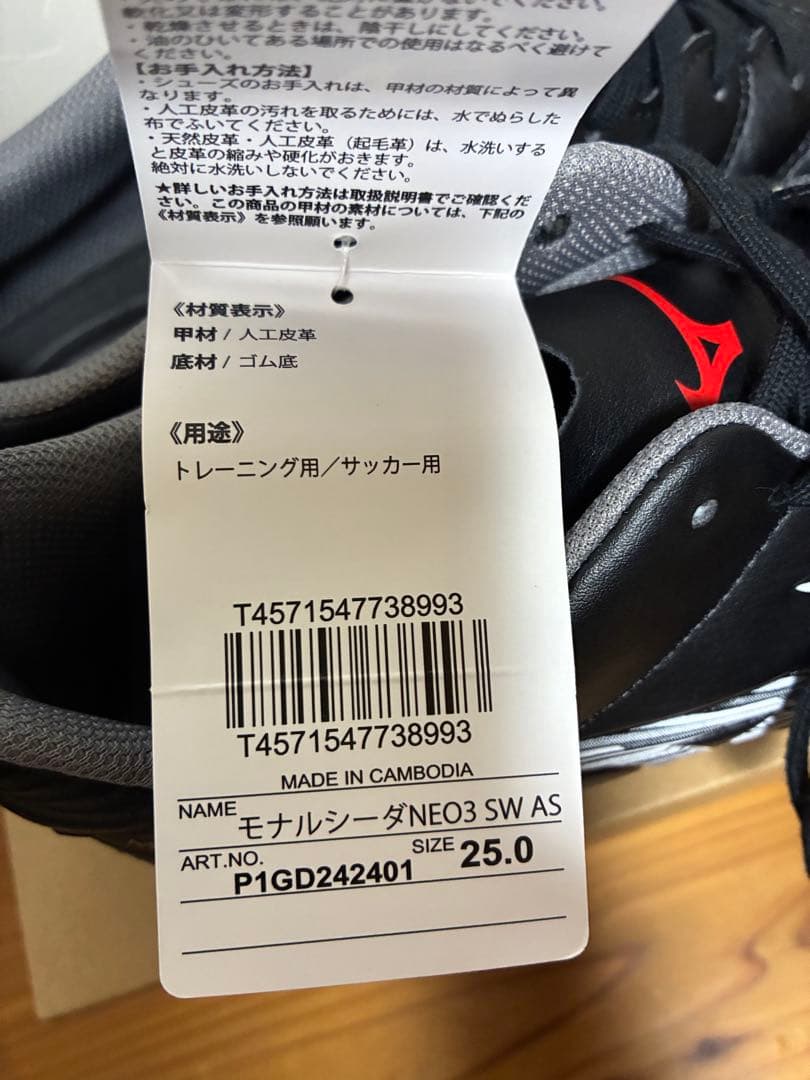 軟化又は変形することがあります。
・乾燥させるときは、陰干しにしてください。
・油のひいてある場所での使用はなるべく避けて
ください。
【お手入れ方法】
・シューズのお手入れは、甲材の材質によって異
なります。
・人工皮革の汚れを取るためには、水でぬらした
布でふいてください。
・天然皮革・人工皮革（起毛革）は、水洗いする
と皮革の縮みや硬化がおきます。
絶対に水洗いしないでください。
★詳しいお手入れ方法は取扱説明書でご確認くだ
さい。この商品の甲材の素材については、下記の
《材質表示》を参照願います。
《材質表示》
甲材 / 人工皮革
底材 / ゴム底
《用途》
トレーニング用／サッカー用
T4571547738993
T4571547738993
MADE IN CAMBODIA
NAME モナルシーダNEO3 SW AS
ART.NO. P1GD242401 SIZE 25.0